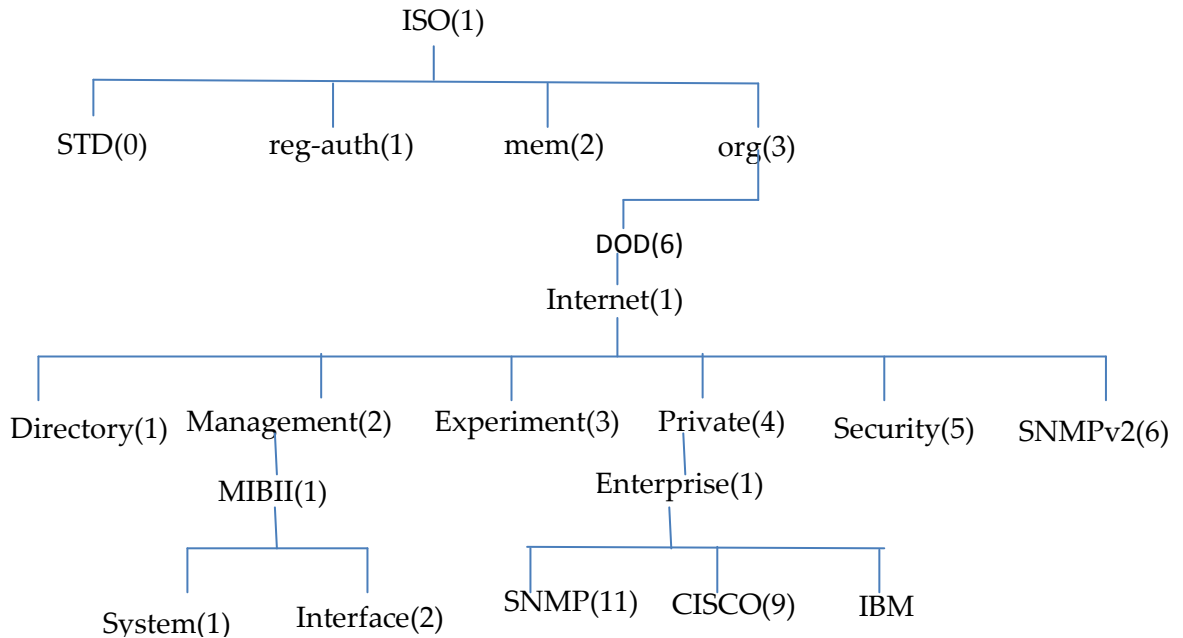 ISO(1)
STD(0) reg-auth(1) mem(2) org(3)
DOD(6)
Internet(1)
Directory(1) Management(2) Experiment(3) Private(4) Security(5) SNMPv2(6)
MIBII(1) Enterprise(1)
System(1) Interface(2) SNMP(11) CISCO(9) IBM